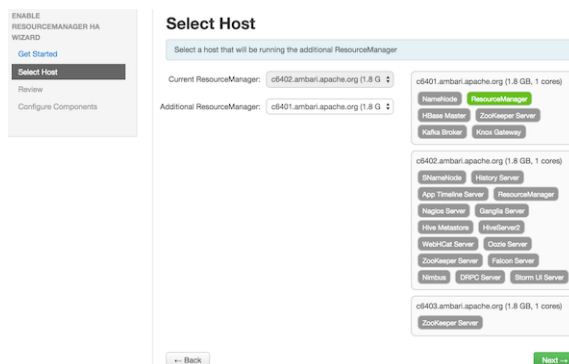 ENABLE
RESOURCEMANAGER HA
WIZARD
Get Started
Select Host
Review
Configure Components
Select Host
Select a host that will be running the additional ResourceManager
Current ResourceManager: c6402.ambari.apache.org (1.8 G
Additional ResourceManager: c6401.ambari.apache.org (1.8 G
c6401.ambari.apache.org (1.8 GB, 1 cores)
NameNode ResourceManager
HBase Master ZooKeeper Server
Kafka Broker Knox Gateway
c6402.ambari.apache.org (1.8 GB, 1 cores)
SNameNode History Server
App Timeline Server ResourceManager
Nagios Server Ganglia Server
Hive Metastore HiveServer2
WebHCat Server Oozie Server
ZooKeeper Server Falcon Server
Nimbus DRPC Server Storm UI Server
c6403.ambari.apache.org (1.8 GB, 1 cores)
ZooKeeper Server
← Back
Next →